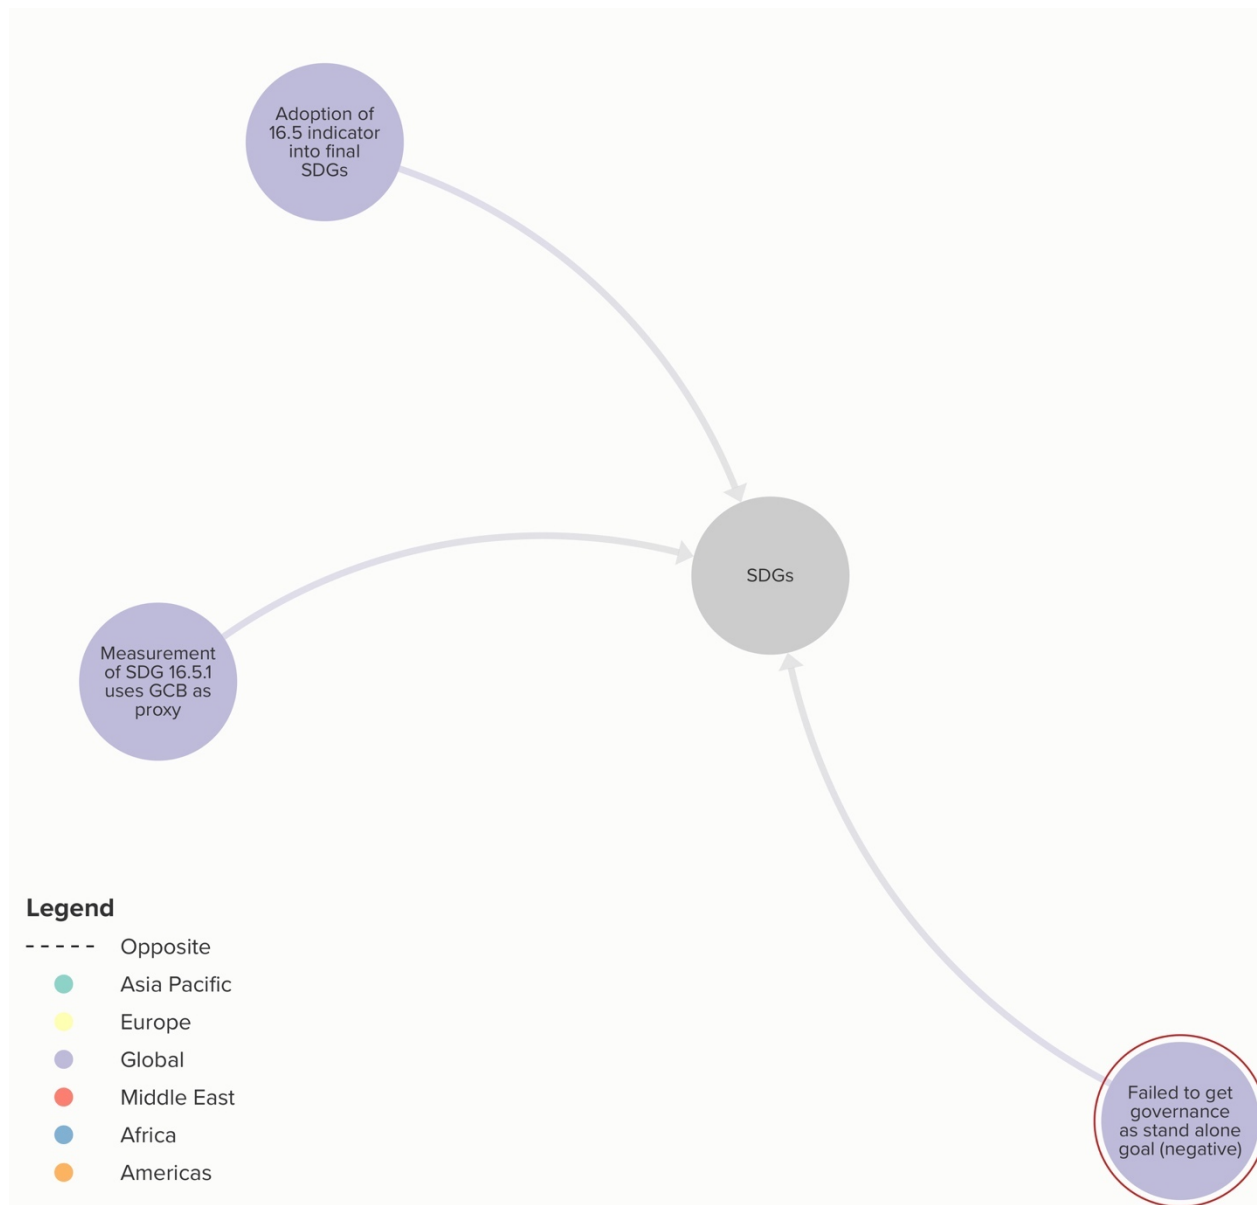 Adoption of
16.5 indicator
into final
SDGs
SDGs
Measurement
of SDG 16.5.1
uses GCB as
proxy
Legend
Opposite
Asia Pacific
Europe
Global
Middle East
Africa
Americas
Failed to get
governance
as stand alone
goal (negative)